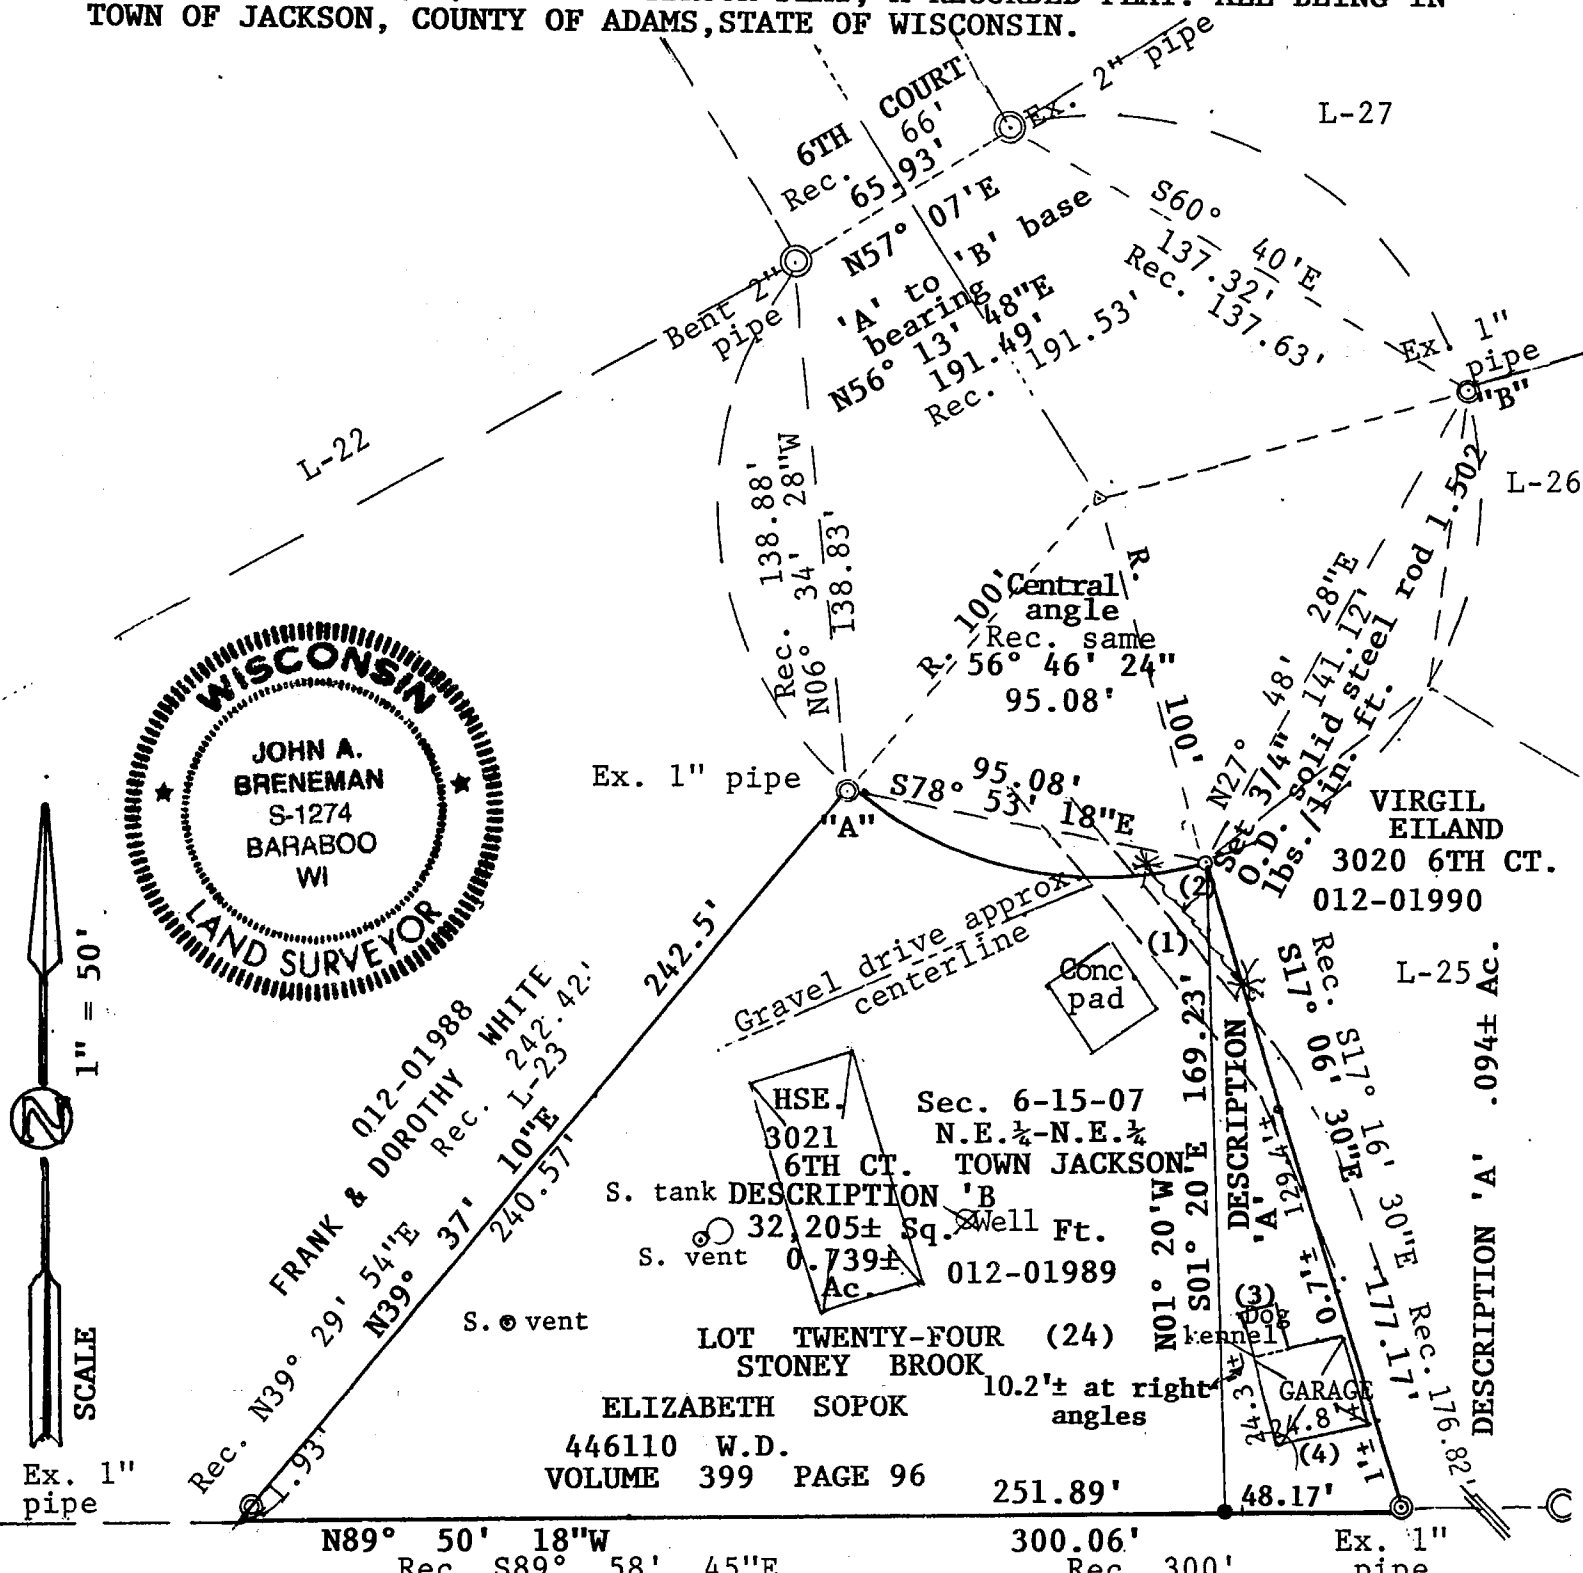 TOWN OF JACKSON, COUNTY OF ADAMS,STATE OF WISCONSIN.
6TH COURT
Rec. 66'
65.93'
Ex. 2" pipe
L-27
N57° 07'E
'A' to 'B' base
bearing
N56° 13' 48"E
191.49'
Rec. 191.53'
S60° 40'E
137.32'
Rec. 137.63'
Bent 2"
pipe
Ex. 1"
pipe
"B"
L-22
L-26
Rec. 138.88'
N06° 34' 28"W
138.83'
R. 100'
R. 100'
Central
angle
Rec. same
56° 46' 24"
95.08'
N27° 48' 28"E
141.12'
Set 3/4" solid steel rod 1.502
O.D.
lbs./lin. ft.
WISCONSIN
JOHN A.
BRENEMAN
S-1274
BARABOO
WI
LAND SURVEYOR
Ex. 1" pipe
"A"
95.08'
S78° 53' 18"E
VIRGIL
EILAND
3020 6TH CT.
012-01990
(2)
(1)
Gravel drive approx.
centerline
Conc.
pad
L-25
1" = 50'
N
SCALE
242.5'
012-01988
FRANK & DOROTHY WHITE
Rec. 242.42'
L-23
Rec. N39° 29' 54"E
N39° 37' 10"E
240.57'
1.93'
HSE.
3021
6TH CT.
Sec. 6-15-07
N.E.¼-N.E.¼
TOWN JACKSON
S. tank
DESCRIPTION 'B
32,205± Sq. Ft.
Well
S. vent
0.739±
Ac.
012-01989
S. vent
LOT TWENTY-FOUR (24)
STONEY BROOK
ELIZABETH SOPOK
446110 W.D.
VOLUME 399 PAGE 96
N01° 20'W
S01° 20'E 169.23'
DESCRIPTION
'A'
129.4'±
0.7'±
Rec. S17° 16' 30"E Rec. 176.82'
S17° 06' 30"E 177.17'
DESCRIPTION 'A' .094± Ac.
(3)
Dog
kennel
10.2'± at right
angles
24.3'±
GARAGE
24.8'
(4)
1'±
251.89'
48.17'
Ex. 1"
pipe
N89° 50' 18"W
300.06'
Ex. 1"
pipe
Rec. S89° 58' 45"E
Rec. 300'